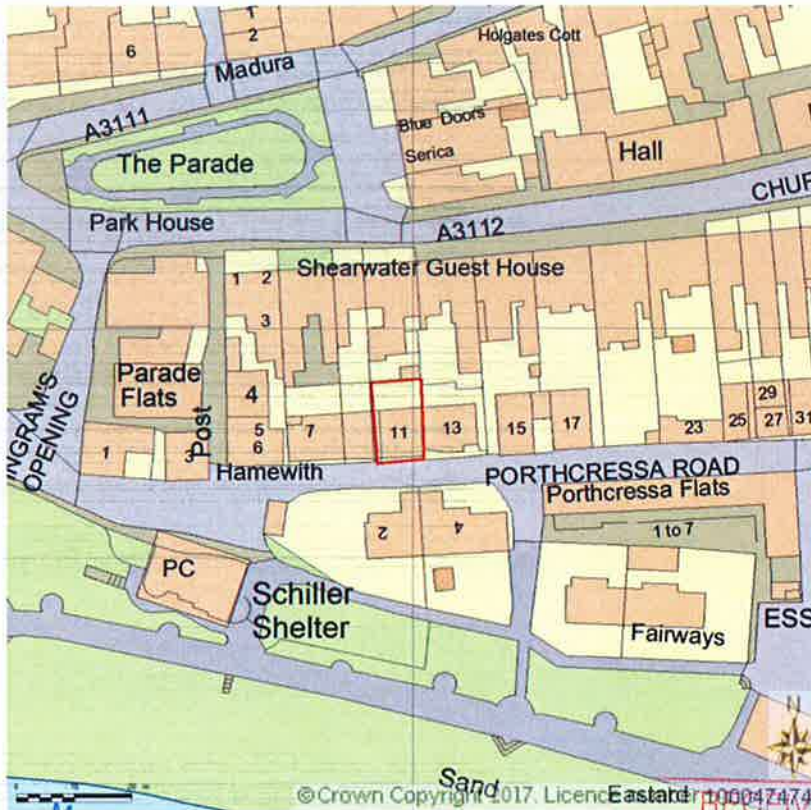 1
2
6
Holgates Cott
Madura
A3111
Blue Doors
Serica
Hall
The Parade
CHUR
Park House
A3112
Shearwater Guest House
1 2
3
Parade
Flats
4
5
6
7
11
13
15
17
23
25
29
27
31
INGRAM'S
OPENING
1
3
Post
Hamewith
PORTHCRESSA ROAD
Porthcressa Flats
1 to 7
2
4
PC
Schiller
Shelter
Fairways
ESS
N
Sand
©Crown Copyright 2017. Licence
100047474